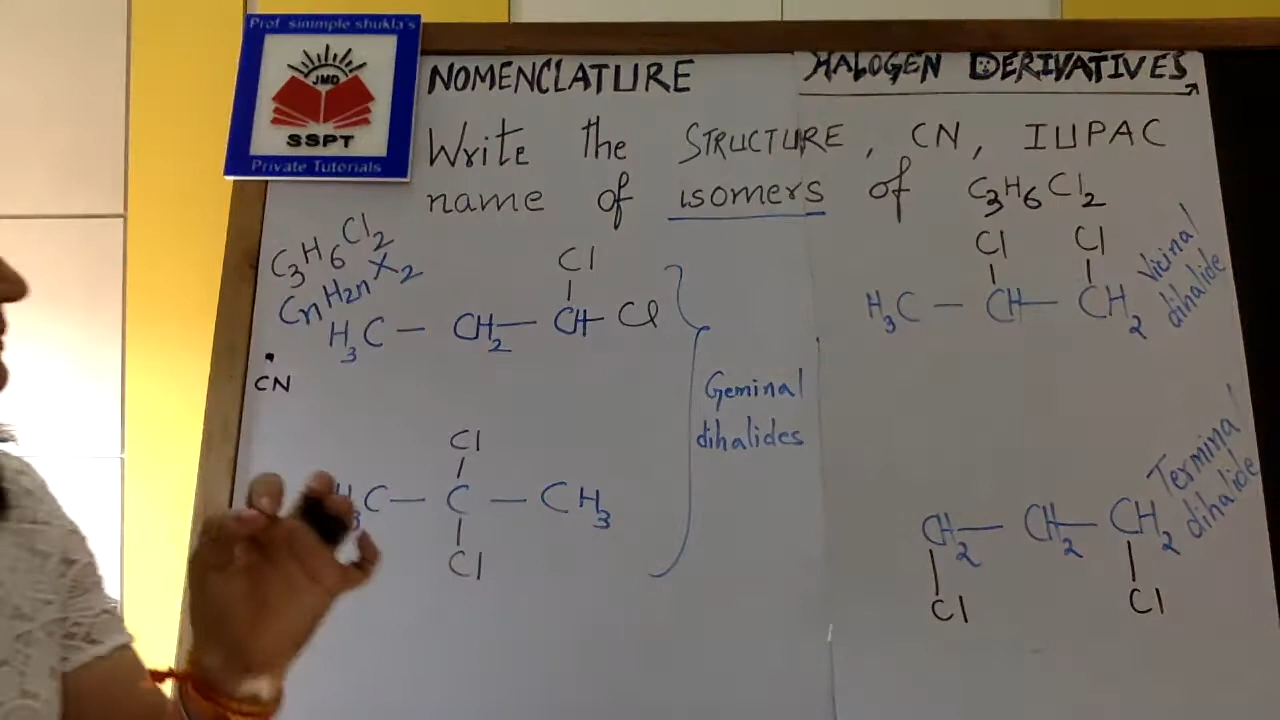 Prof. simmple shukla's
JMD
SSPT
Private Tutorials
NOMENCLATURE
HALOGEN DERIVATIVES
Write the STRUCTURE, CN, IUPAC
name of isomers of C3H6Cl2
C3H6Cl2
CnH2nX2
Cl
H3C — CH2 — CH — Cl
CN
Cl
H3C — C — CH3
Cl
Geminal
dihalides
Cl Cl
H3C — CH — CH2
Vicinal
dihalide
CH2 — CH2 — CH2
Cl Cl
Terminal
dihalide